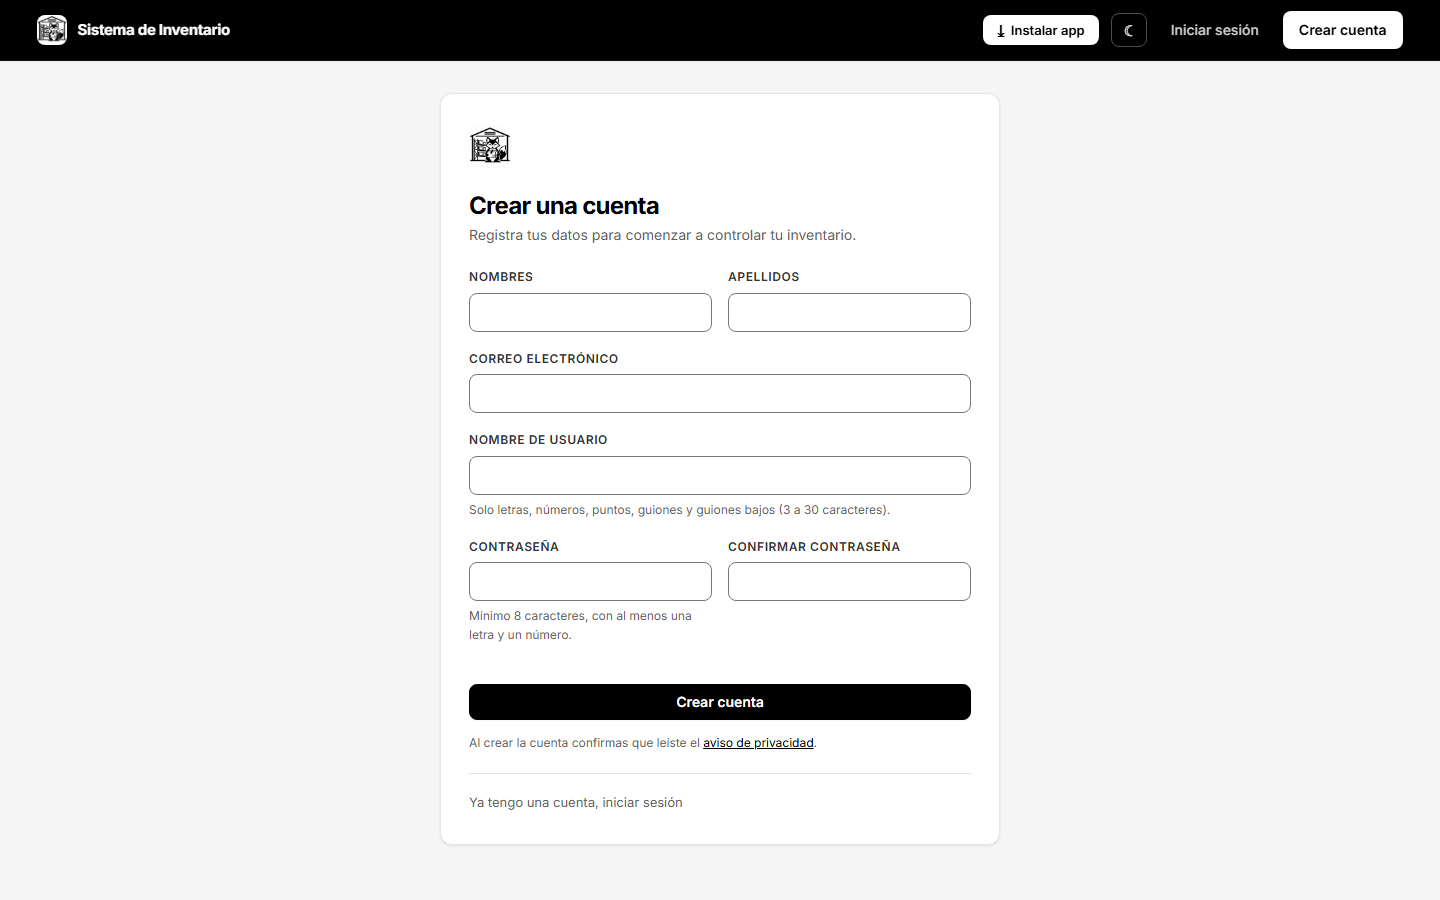 Sistema de Inventario
Instalar app
Iniciar sesión
Crear cuenta
Crear una cuenta
Registra tus datos para comenzar a controlar tu inventario.
NOMBRES
APELLIDOS
CORREO ELECTRÓNICO
NOMBRE DE USUARIO
Solo letras, números, puntos, guiones y guiones bajos (3 a 30 caracteres).
CONTRASEÑA
CONFIRMAR CONTRASEÑA
Mínimo 8 caracteres, con al menos una
letra y un número.
Crear cuenta
Al crear la cuenta confirmas que leíste el aviso de privacidad.
Ya tengo una cuenta, iniciar sesión